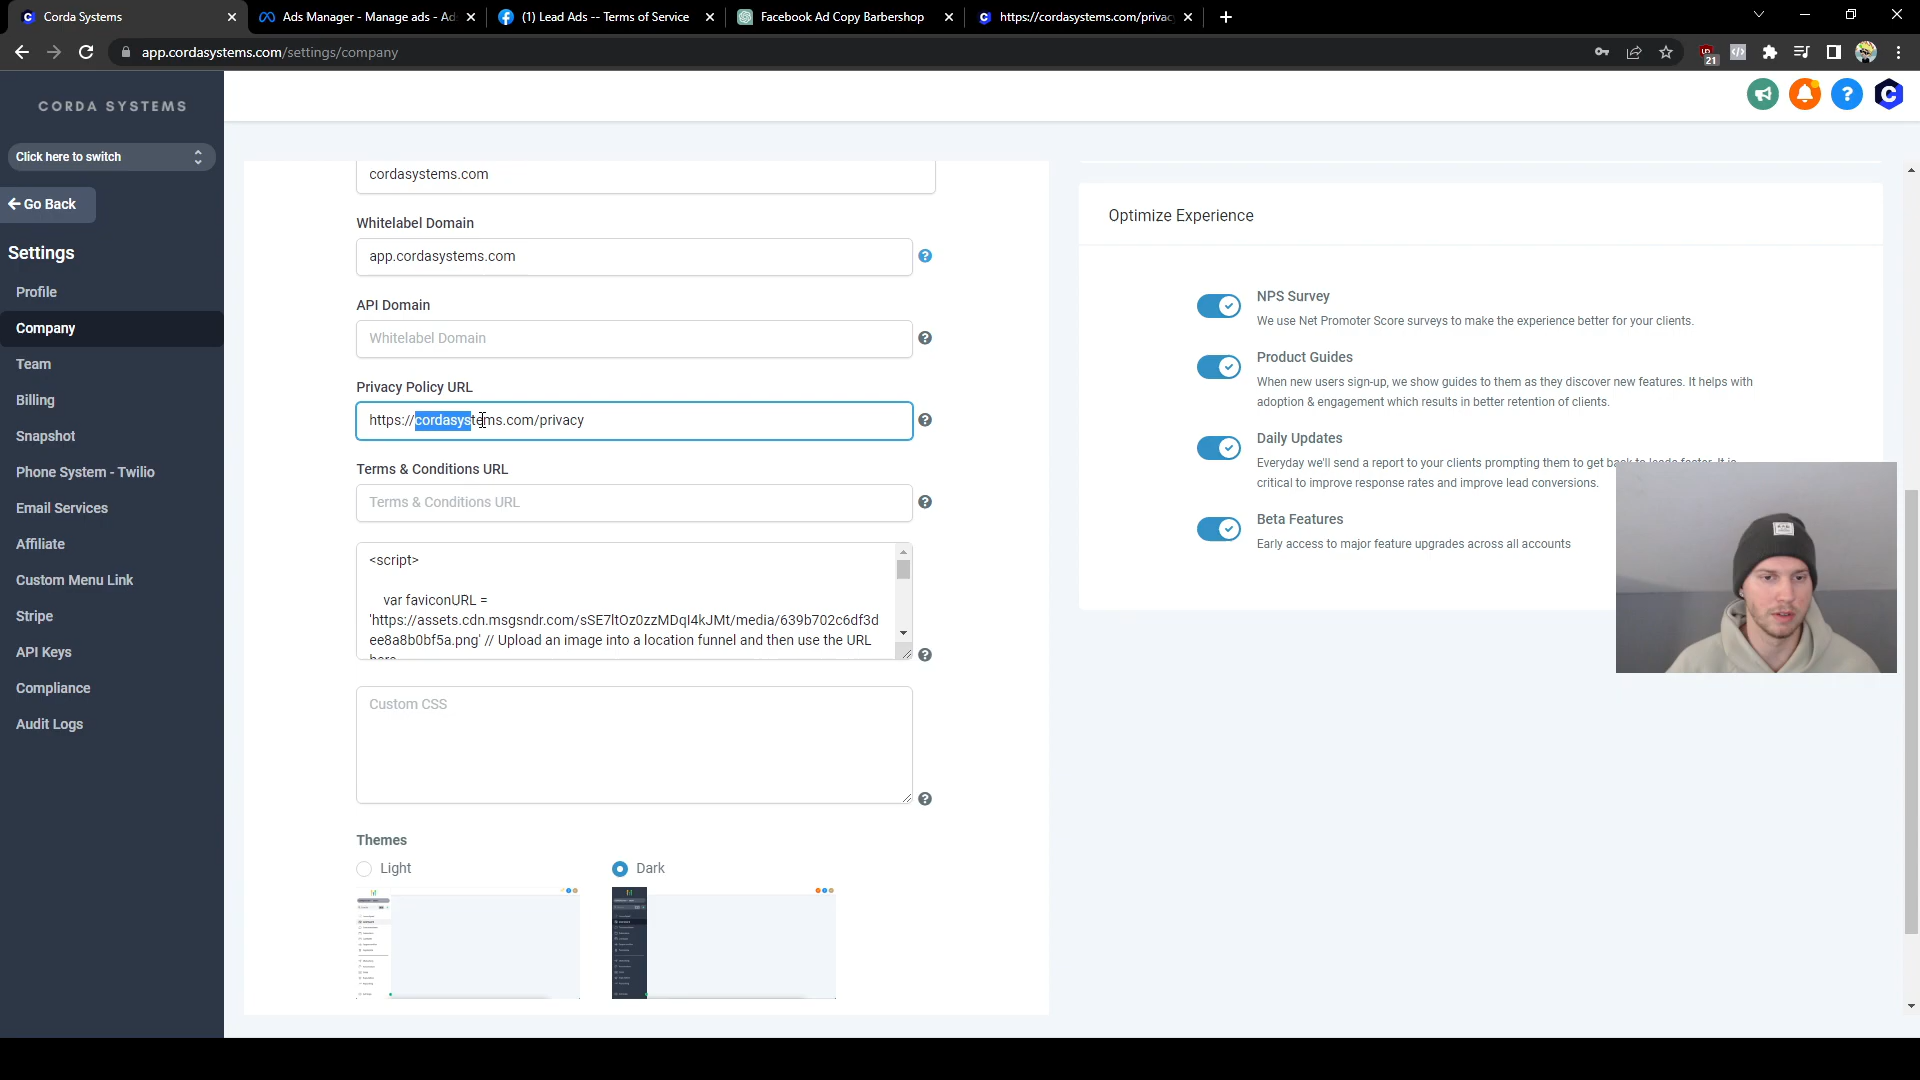 Corda Systems
Ads Manager - Manage ads - Ad
(1) Lead Ads -- Terms of Service
Facebook Ad Copy Barbershop
https://cordasystems.com/privac
app.cordasystems.com/settings/company
21
CORDA SYSTEMS
Click here to switch
Go Back
Settings
Profile
Company
Team
Billing
Snapshot
Phone System - Twilio
Email Services
Affiliate
Custom Menu Link
Stripe
API Keys
Compliance
Audit Logs
cordasystems.com
Whitelabel Domain
app.cordasystems.com
API Domain
Whitelabel Domain
Privacy Policy URL
https://cordasystems.com/privacy
Terms & Conditions URL
Terms & Conditions URL
<script>
var faviconURL =
'https://assets.cdn.msgsndr.com/sSE7ltOz0zzMDqI4kJMt/media/639b702c6df3d
ee8a8b0bf5a.png' // Upload an image into a location funnel and then use the URL
Custom CSS
Themes
Light
Dark
Optimize Experience
NPS Survey
We use Net Promoter Score surveys to make the experience better for your clients.
Product Guides
When new users sign-up, we show guides to them as they discover new features. It helps with
adoption & engagement which results in better retention of clients.
Daily Updates
Everyday we'll send a report to your clients prompting them to get back to leads faster. It is
critical to improve response rates and improve lead conversions.
Beta Features
Early access to major feature upgrades across all accounts